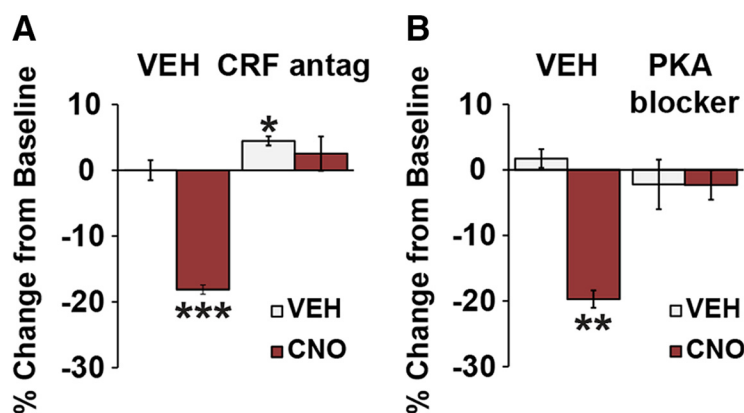 A
VEH CRF antag
% Change from Baseline
10
0
-10
-20
-30
*
***
VEH
CNO
B
VEH PKA
blocker
% Change from Baseline
10
0
-10
-20
-30
**
VEH
CNO